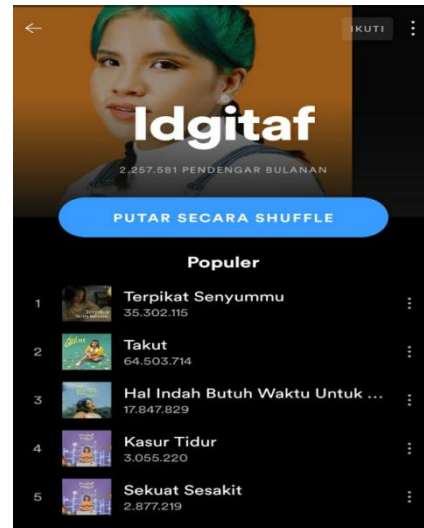 IKUTI
Idgitaf
2.257.581 PENDENGAR BULANAN
PUTAR SECARA SHUFFLE
Populer
1
Terpikat Senyummu
35.302.115
2
Takut
64.503.714
3
Hal Indah Butuh Waktu Untuk ...
17.847.829
4
Kasur Tidur
3.055.220
5
Sekuat Sesakit
2.877.219